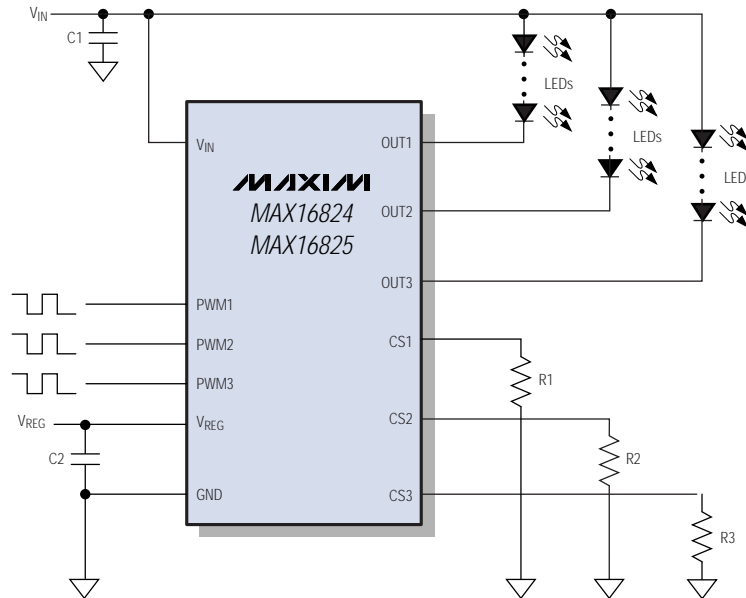 VIN
C1
LEDs
LEDs
LED
VIN
OUT1
MAXIM
MAX16824
MAX16825
OUT2
OUT3
PWM1
PWM2
PWM3
CS1
R1
VREG
VREG
CS2
C2
R2
GND
CS3
R3